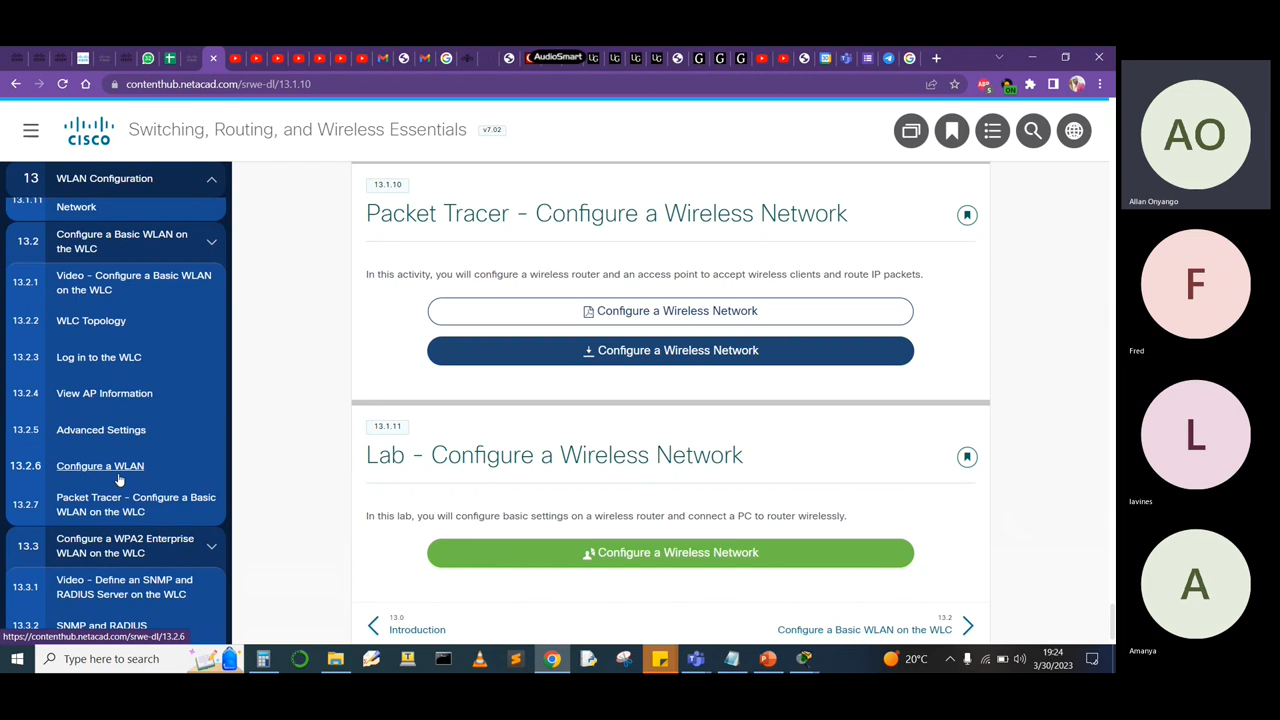 AudioSmart
contenthub.netacad.com/srwe-dl/13.1.10
5
ON
CISCO
Switching, Routing, and Wireless Essentials
v7.02
13
WLAN Configuration
13.1.11
Network
13.2
Configure a Basic WLAN on
the WLC
13.2.1
Video - Configure a Basic WLAN
on the WLC
13.2.2
WLC Topology
13.2.3
Log in to the WLC
13.2.4
View AP Information
13.2.5
Advanced Settings
13.2.6
Configure a WLAN
13.2.7
Packet Tracer - Configure a Basic
WLAN on the WLC
13.3
Configure a WPA2 Enterprise
WLAN on the WLC
13.3.1
Video - Define an SNMP and
RADIUS Server on the WLC
13.3.2
SNMP and RADIUS
https://contenthub.netacad.com/srwe-dl/13.2.6
13.1.10
Packet Tracer - Configure a Wireless Network
In this activity, you will configure a wireless router and an access point to accept wireless clients and route IP packets.
Configure a Wireless Network
Configure a Wireless Network
13.1.11
Lab - Configure a Wireless Network
In this lab, you will configure basic settings on a wireless router and connect a PC to router wirelessly.
Configure a Wireless Network
13.0
Introduction
13.2
Configure a Basic WLAN on the WLC
AO
Allan Onyango
F
Fred
L
lavines
A
Amanya
Type here to search
20°C
19:24
3/30/2023